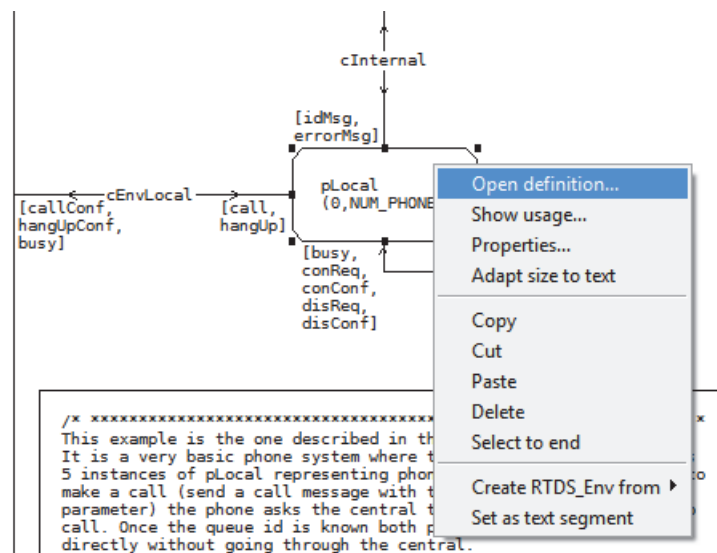 cInternal
[idMsg,
errorMsg]
pLocal
(0,NUM_PHONE
cEnvLocal
[callConf,
hangUpConf,
busy]
[call,
hangUp]
[busy,
conReq,
conConf,
disReq,
disConf]
Open definition...
Show usage...
Properties...
Adapt size to text
Copy
Cut
Paste
Delete
Select to end
Create RTDS_Env from
Set as text segment
/* *************************************** *
This example is the one described in th
It is a very basic phone system where t s
5 instances of pLocal representing phon to
make a call (send a call message with t
parameter) the phone asks the central t o
call. Once the queue id is known both p
directly without going through the central.